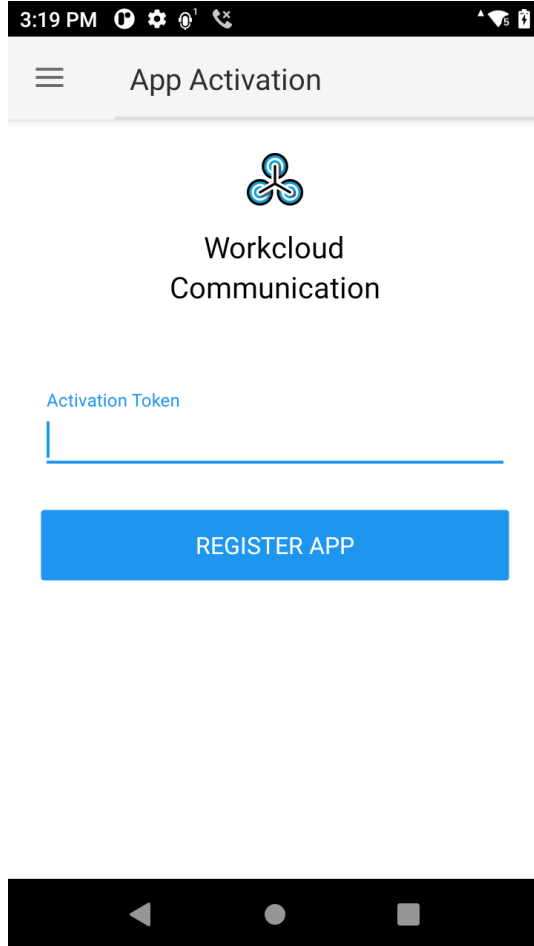 3:19 PM
App Activation
Workcloud
Communication
Activation Token
REGISTER APP